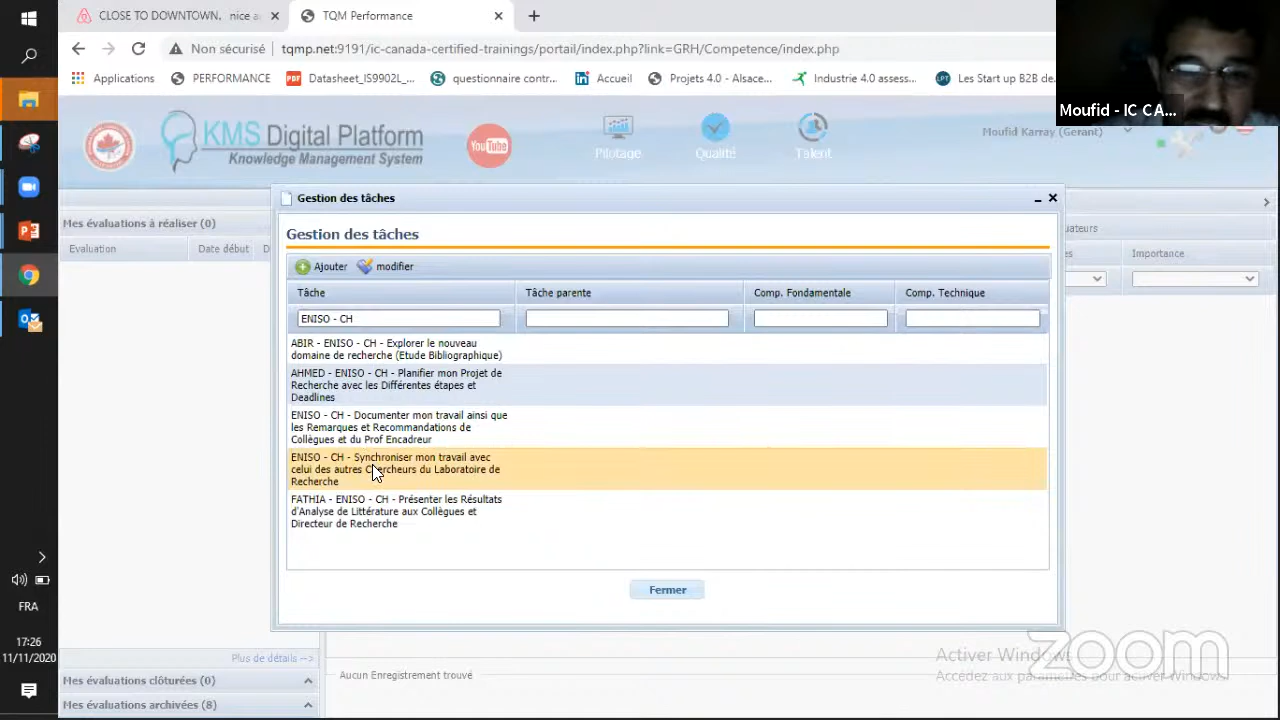 CLOSE TO DOWNTOWN,
TQM Performance
Non sécurisé
tqmp.net:9191/ic-canada-certified-trainings/portail/index.php?link=GRH/Competence/index.php
Applications
PERFORMANCE
PDF
Datasheet_IS9902L_...
questionnaire contr...
in
Accueil
Projets 4.0 - Alsace...
Industrie 4.0 assess...
LPT
Les Start up B2B de
Moufid - IC CA...
KMS Digital Platform
Knowledge Management System
You Tube
Pilotage
Qualité
Talent
Moufid Karray (Gerant)
Mes évaluations à réaliser (0)
Evaluation
Date début
D
uateurs
es
Importance.
Gestion des tâches
Gestion des tâches
Ajouter
modifier
Tâche
Tâche parente
Comp. Fondamentale
Comp. Technique
ENISO - CH
ABIR - ENISO - CH - Explorer le nouveau
domaine de recherche (Etude Bibliographique)
AHMED - ENISO - CH - Planifier mon Projet de
Recherche avec les Différentes étapes et
Deadlines
ENISO - CH - Documenter mon travail ainsi que
les Remarques et Recommandations de
Collègues et du Prof Encadreur
ENISO - CH - Synchroniser mon travail avec
celui des autres Chercheurs du Laboratoire de
Recherche
FATHIA - ENISO - CH - Présenter les Résultats
d'Analyse de Littérature aux Collègues et
Directeur de Recherche
Fermer
Plus de détails -->
Mes évaluations clôturées (0)
Mes évaluations archivées (8)
Aucun Enregistrement trouvé
Activer Windows
Accédez aux paramètres pour activer Windows.
zoom
FRA
17:26
11/11/2020